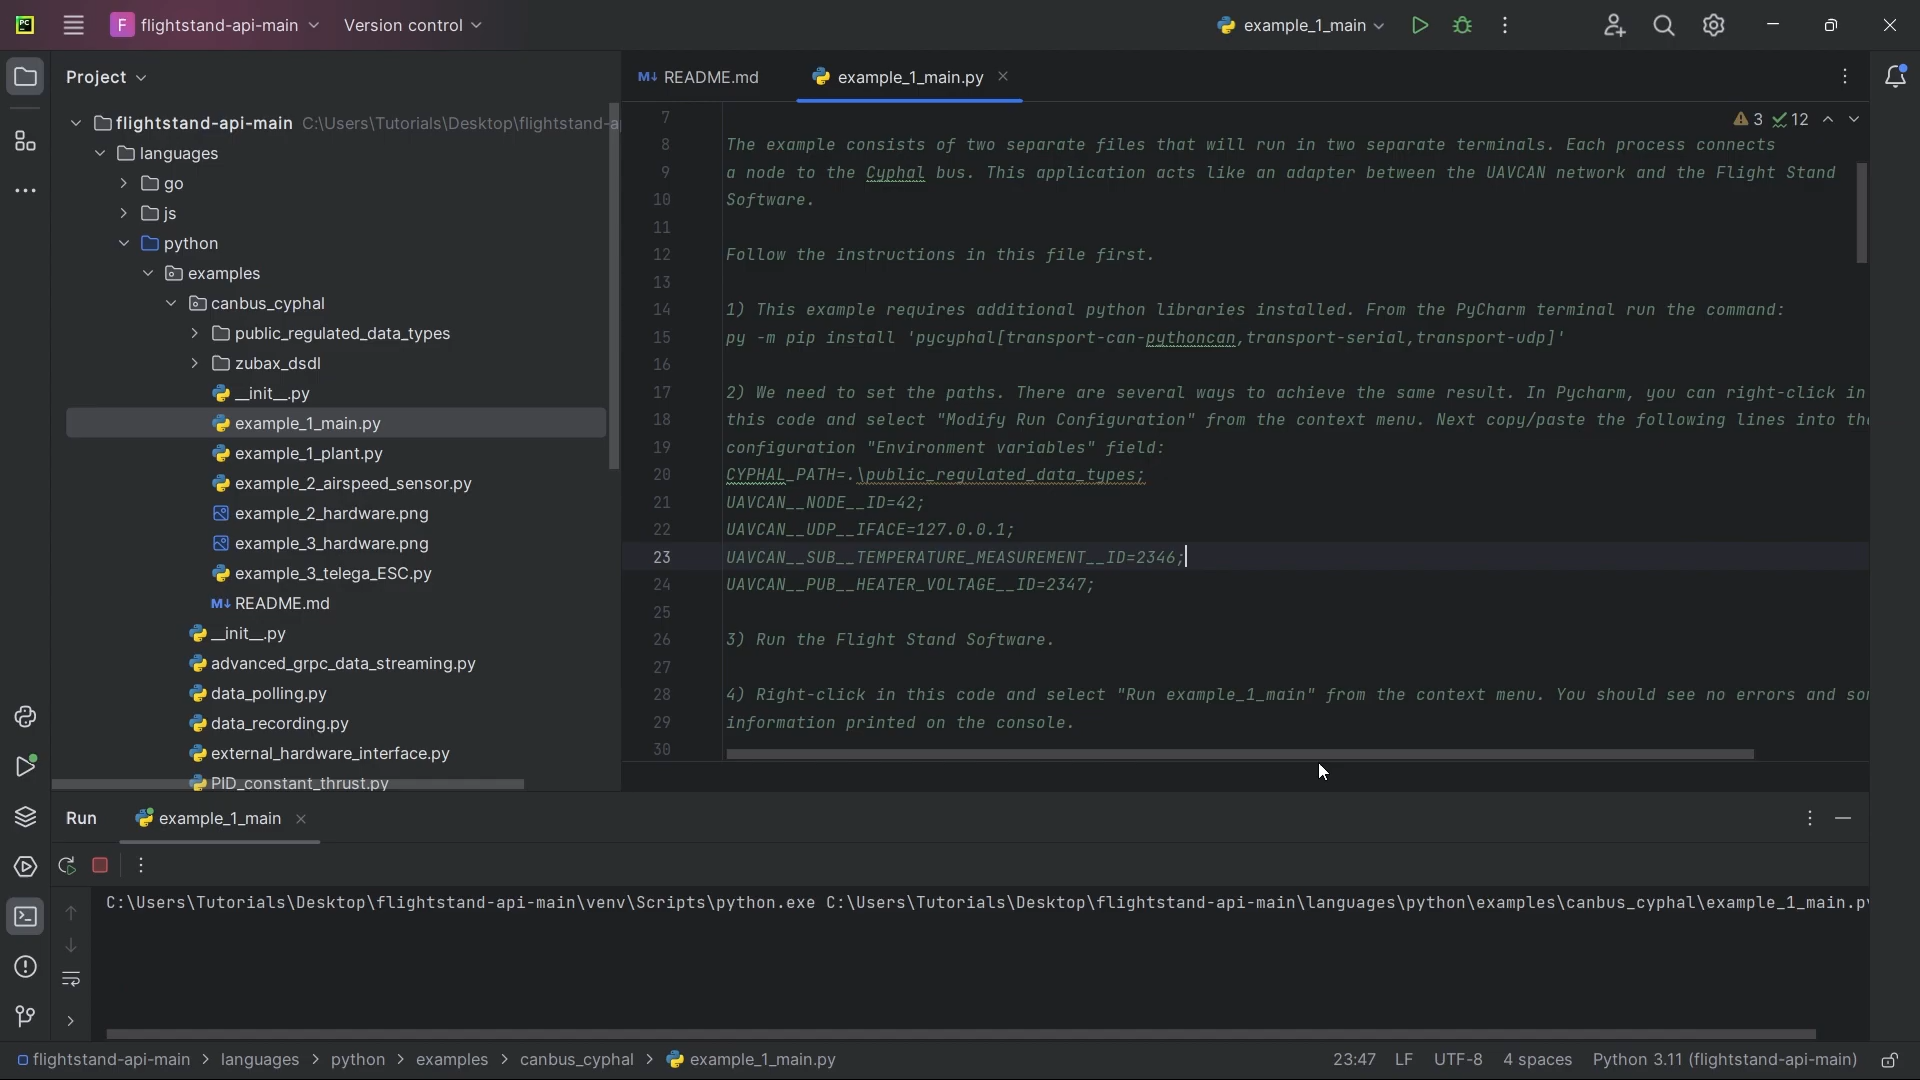 PC
F flightstand-api-main
Version control
example_1_main
Project
README.md
example_1_main.py
flightstand-api-main C:\Users\Tutorials\Desktop\flightstand-a
languages
go
js
python
examples
canbus_cyphal
public_regulated_data_types
zubax_dsdl
__init__.py
example_1_main.py
example_1_plant.py
example_2_airspeed_sensor.py
example_2_hardware.png
example_3_hardware.png
example_3_telega_ESC.py
M↓ README.md
__init__.py
advanced_grpc_data_streaming.py
data_polling.py
data_recording.py
external_hardware_interface.py
PID_constant_thrust.py
3 12
7
8 The example consists of two separate files that will run in two separate terminals. Each process connects
9 a node to the Cyphal bus. This application acts like an adapter between the UAVCAN network and the Flight Stand
10 Software.
11
12 Follow the instructions in this file first.
13
14 1) This example requires additional python libraries installed. From the PyCharm terminal run the command:
15 py -m pip install 'pycyphal[transport-can-pythoncan,transport-serial,transport-udp]'
16
17 2) We need to set the paths. There are several ways to achieve the same result. In Pycharm, you can right-click in
18 this code and select "Modify Run Configuration" from the context menu. Next copy/paste the following lines into the
19 configuration "Environment variables" field:
20 CYPHAL_PATH=.\public_regulated_data_types;
21 UAVCAN__NODE__ID=42;
22 UAVCAN__UDP__IFACE=127.0.0.1;
23 UAVCAN__SUB__TEMPERATURE_MEASUREMENT__ID=2346;
24 UAVCAN__PUB__HEATER_VOLTAGE__ID=2347;
25
26 3) Run the Flight Stand Software.
27
28 4) Right-click in this code and select "Run example_1_main" from the context menu. You should see no errors and so
29 information printed on the console.
30
Run
example_1_main
C:\Users\Tutorials\Desktop\flightstand-api-main\venv\Scripts\python.exe C:\Users\Tutorials\Desktop\flightstand-api-main\languages\python\examples\canbus_cyphal\example_1_main.py
flightstand-api-main > languages > python > examples > canbus_cyphal > example_1_main.py
23:47 LF UTF-8 4 spaces Python 3.11 (flightstand-api-main)